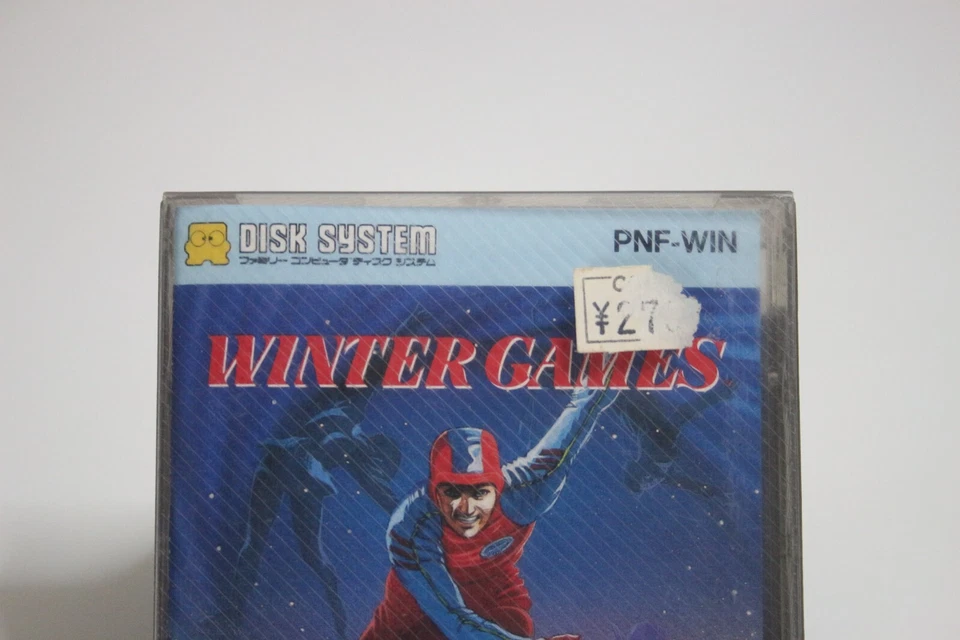 DISK SYSTEM
ファミリー コンピュータ ディスク システム
PNF-WIN
¥27
WINTER GAMES